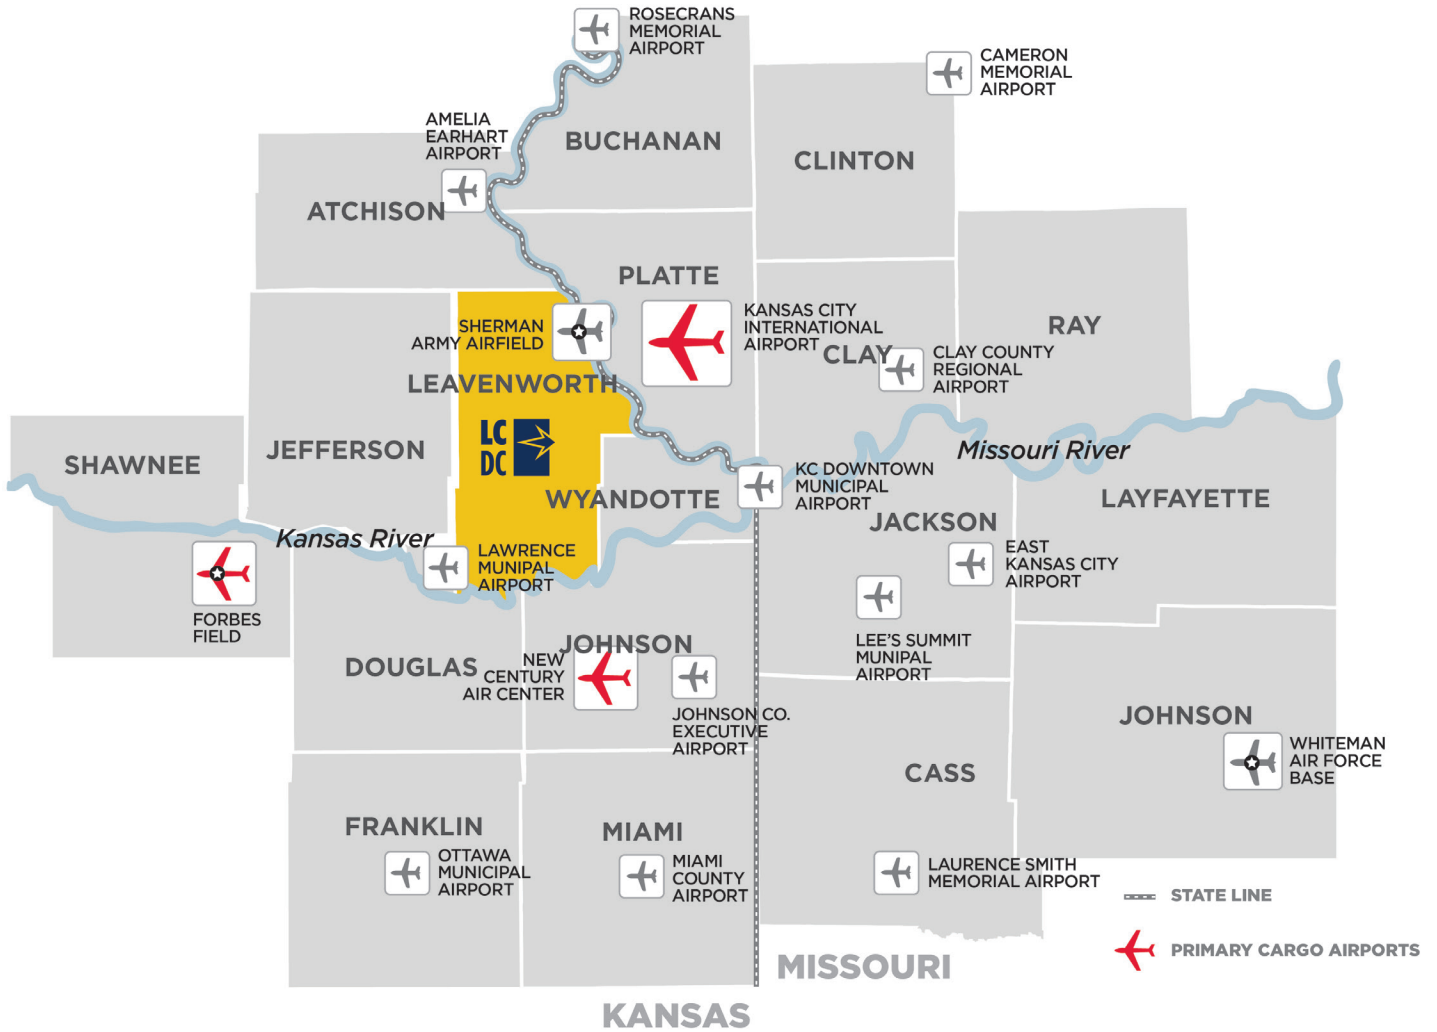 ROSECRANS
MEMORIAL
AIRPORT
CAMERON
MEMORIAL
AIRPORT
AMELIA
EARHART
AIRPORT
BUCHANAN
CLINTON
ATCHISON
PLATTE
KANSAS CITY
INTERNATIONAL
AIRPORT
SHERMAN
ARMY AIRFIELD
RAY
CLAY
CLAY COUNTY
REGIONAL
AIRPORT
LEAVENWORTH
LC
DC
JEFFERSON
SHAWNEE
Missouri River
KC DOWNTOWN
MUNICIPAL
AIRPORT
WYANDOTTE
LAYFAYETTE
JACKSON
Kansas River
LAWRENCE
MUNIPAL
AIRPORT
EAST
KANSAS CITY
AIRPORT
FORBES
FIELD
LEE'S SUMMIT
MUNIPAL
AIRPORT
JOHNSON
DOUGLAS
NEW
CENTURY
AIR CENTER
JOHNSON CO.
EXECUTIVE
AIRPORT
JOHNSON
WHITEMAN
AIR FORCE
BASE
CASS
FRANKLIN
MIAMI
OTTAWA
MUNICIPAL
AIRPORT
MIAMI
COUNTY
AIRPORT
LAURENCE SMITH
MEMORIAL AIRPORT
STATE LINE
PRIMARY CARGO AIRPORTS
MISSOURI
KANSAS